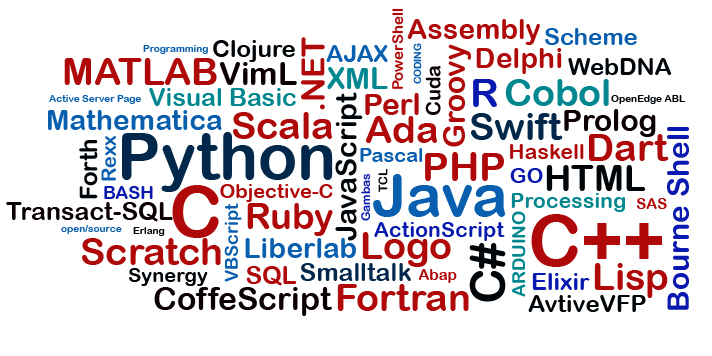 Programming
Clojure
.NET
AJAX
PowerShell
Assembly
Scheme
MATLAB
VimL
XML
CODING
Delphi
WebDNA
Active Server Page
Visual Basic
Perl
Cuda
Groovy
R
Cobol
OpenEdge ABL
Mathematica
Scala
JavaScript
Ada
Swift
Prolog
Forth
Rexx
Python
Pascal
PHP
Haskell
Dart
BASH
C
Objective-C
Gambas
TCL
Java
GO
HTML
Bourne Shell
Transact-SQL
Ruby
Processing
SAS
open/source
Erlang
VBScript
ActionScript
ARDUINO
C++
Scratch
Liberlab
Logo
C#
Synergy
SQL
Smalltalk
Abap
Elixir
Lisp
CoffeScript
Fortran
AvtiveVFP